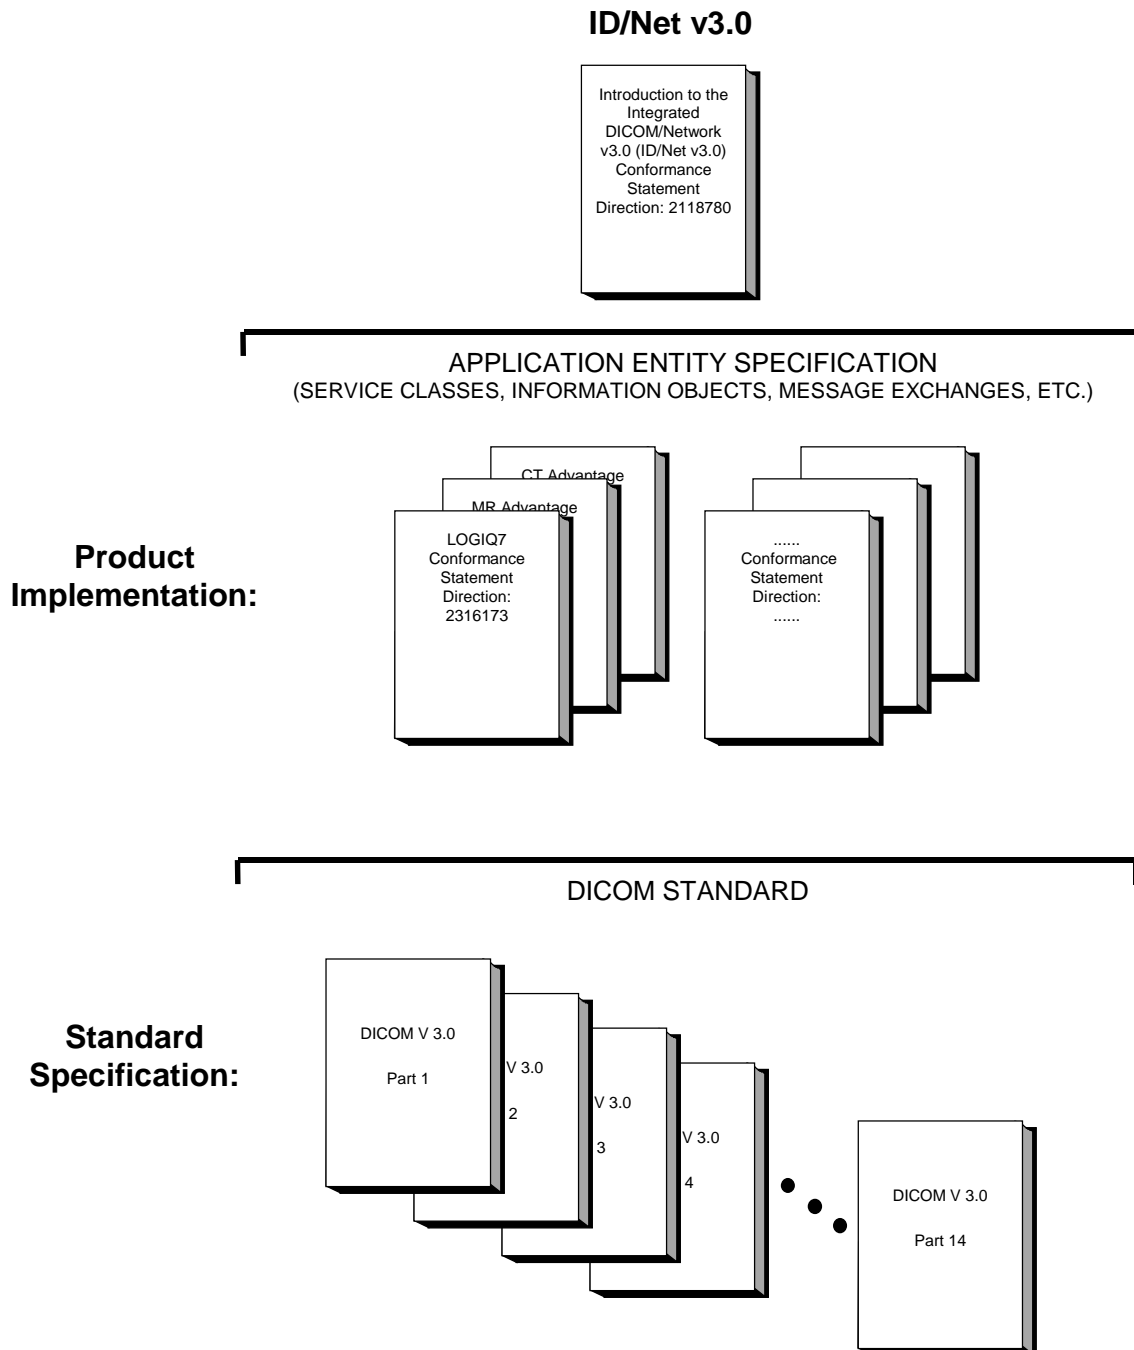 ID/Net v3.0
Introduction to the
Integrated
DICOM/Network
v3.0 (ID/Net v3.0)
Conformance
Statement
Direction: 2118780
APPLICATION ENTITY SPECIFICATION
(SERVICE CLASSES, INFORMATION OBJECTS, MESSAGE EXCHANGES, ETC.)
Product
Implementation:
CT Advantage
MR Advantage
LOGIQ7
Conformance
Statement
Direction:
2316173
......
Conformance
Statement
Direction:
......
DICOM STANDARD
Standard
Specification:
DICOM V 3.0
Part 1
V 3.0
2
V 3.0
3
V 3.0
4
DICOM V 3.0
Part 14